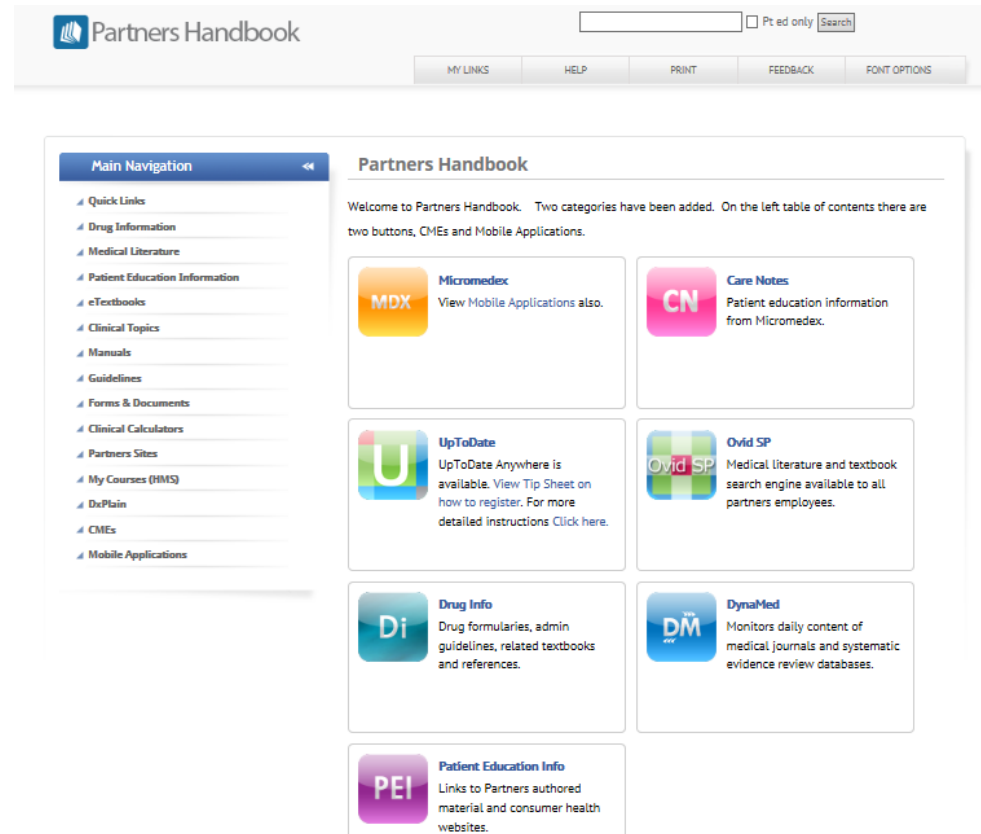 Partners Handbook
Pt ed only Search
MY LINKS HELP PRINT FEEDBACK FONT OPTIONS
Main Navigation
Quick Links
Drug Information
Medical Literature
Patient Education Information
eTextbooks
Clinical Topics
Manuals
Guidelines
Forms & Documents
Clinical Calculators
Partners Sites
My Courses (HMS)
DxPlain
CMEs
Mobile Applications
Partners Handbook
Welcome to Partners Handbook. Two categories have been added. On the left table of contents there are
two buttons, CMEs and Mobile Applications.
MDX
Micromedex
View Mobile Applications also.
CN
Care Notes
Patient education information
from Micromedex.
U
UpToDate
UpToDate Anywhere is
available. View Tip Sheet on
how to register. For more
detailed instructions Click here.
Ovid SP
Ovid SP
Medical literature and textbook
search engine available to all
partners employees.
Di
Drug Info
Drug formularies, admin
guidelines, related textbooks
and references.
DM
DynaMed
Monitors daily content of
medical journals and systematic
evidence review databases.
PEI
Patient Education Info
Links to Partners authored
material and consumer health
websites.